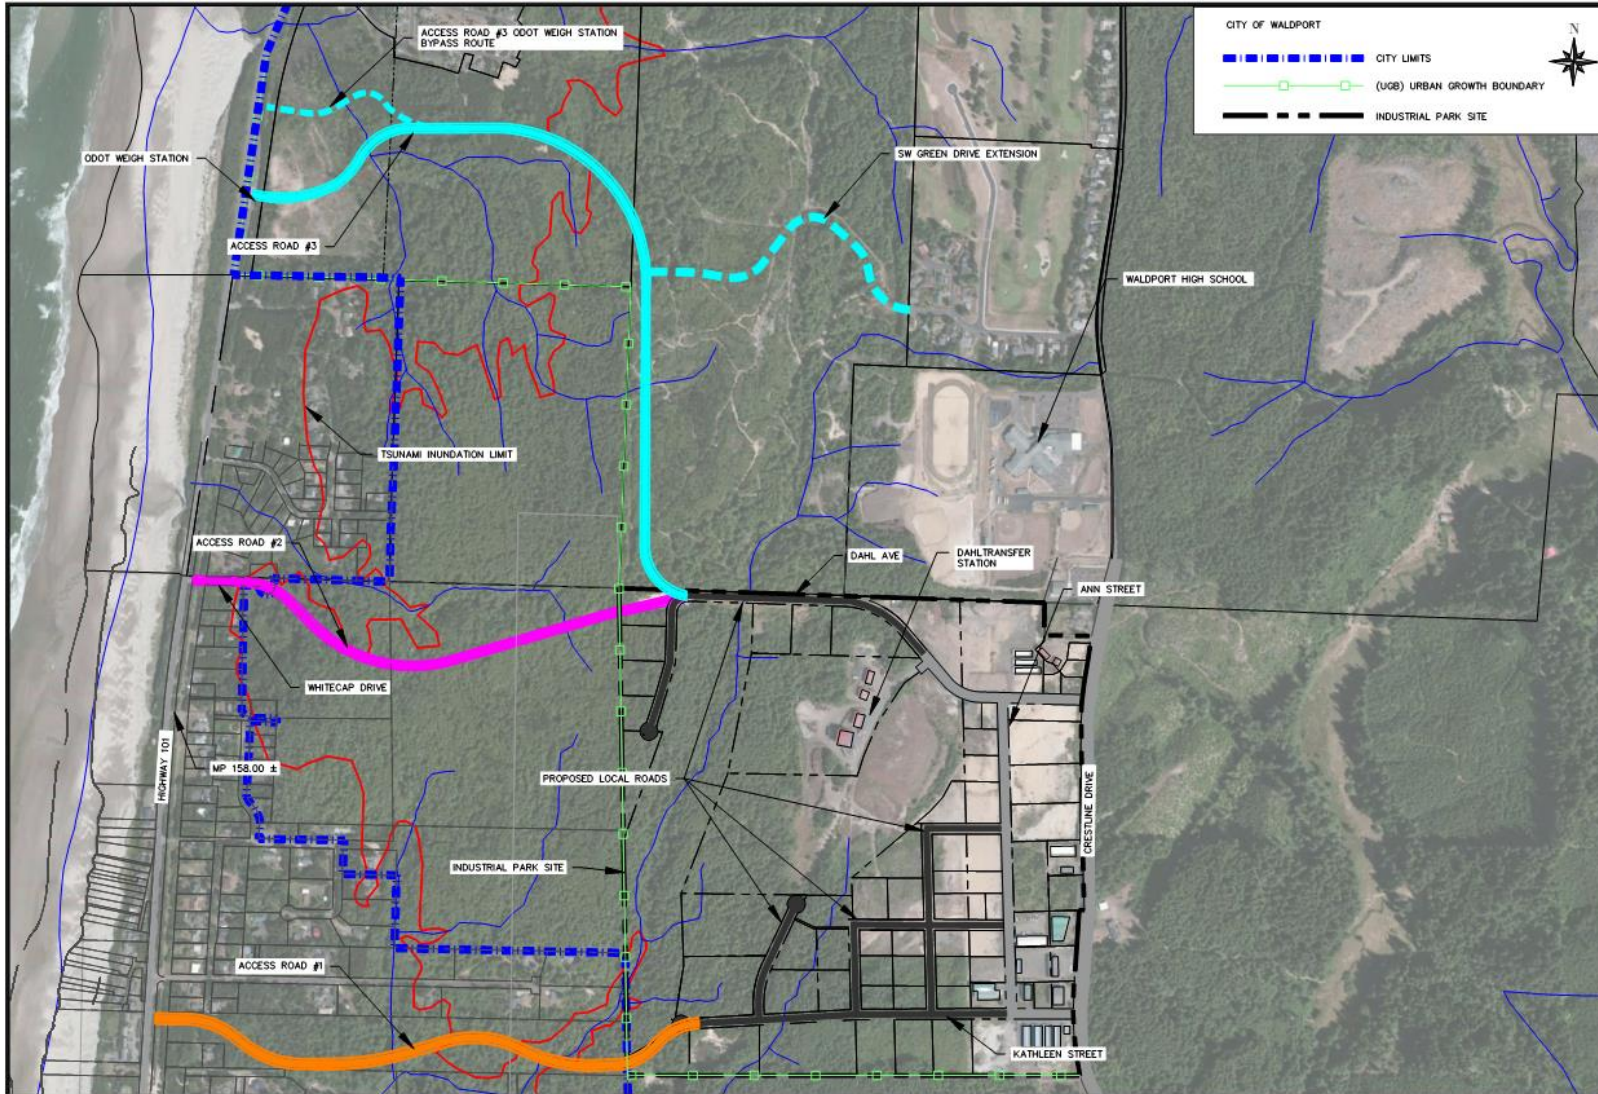 CITY OF WALDPORT
N
CITY LIMITS
(UGB) URBAN GROWTH BOUNDARY
INDUSTRIAL PARK SITE
ACCESS ROAD #3 ODOT WEIGH STATION
BYPASS ROUTE
ODOT WEIGH STATION
SW GREEN DRIVE EXTENSION
ACCESS ROAD #3
WALDPORT HIGH SCHOOL
TSUNAMI INUNDATION LIMIT
ACCESS ROAD #2
DAHL AVE
DAHLTRANSFER
STATION
ANN STREET
WHITECAP DRIVE
MP 158.00 ±
HIGHWAY 101
PROPOSED LOCAL ROADS
CRESTLINE DRIVE
INDUSTRIAL PARK SITE
ACCESS ROAD #1
KATHLEEN STREET